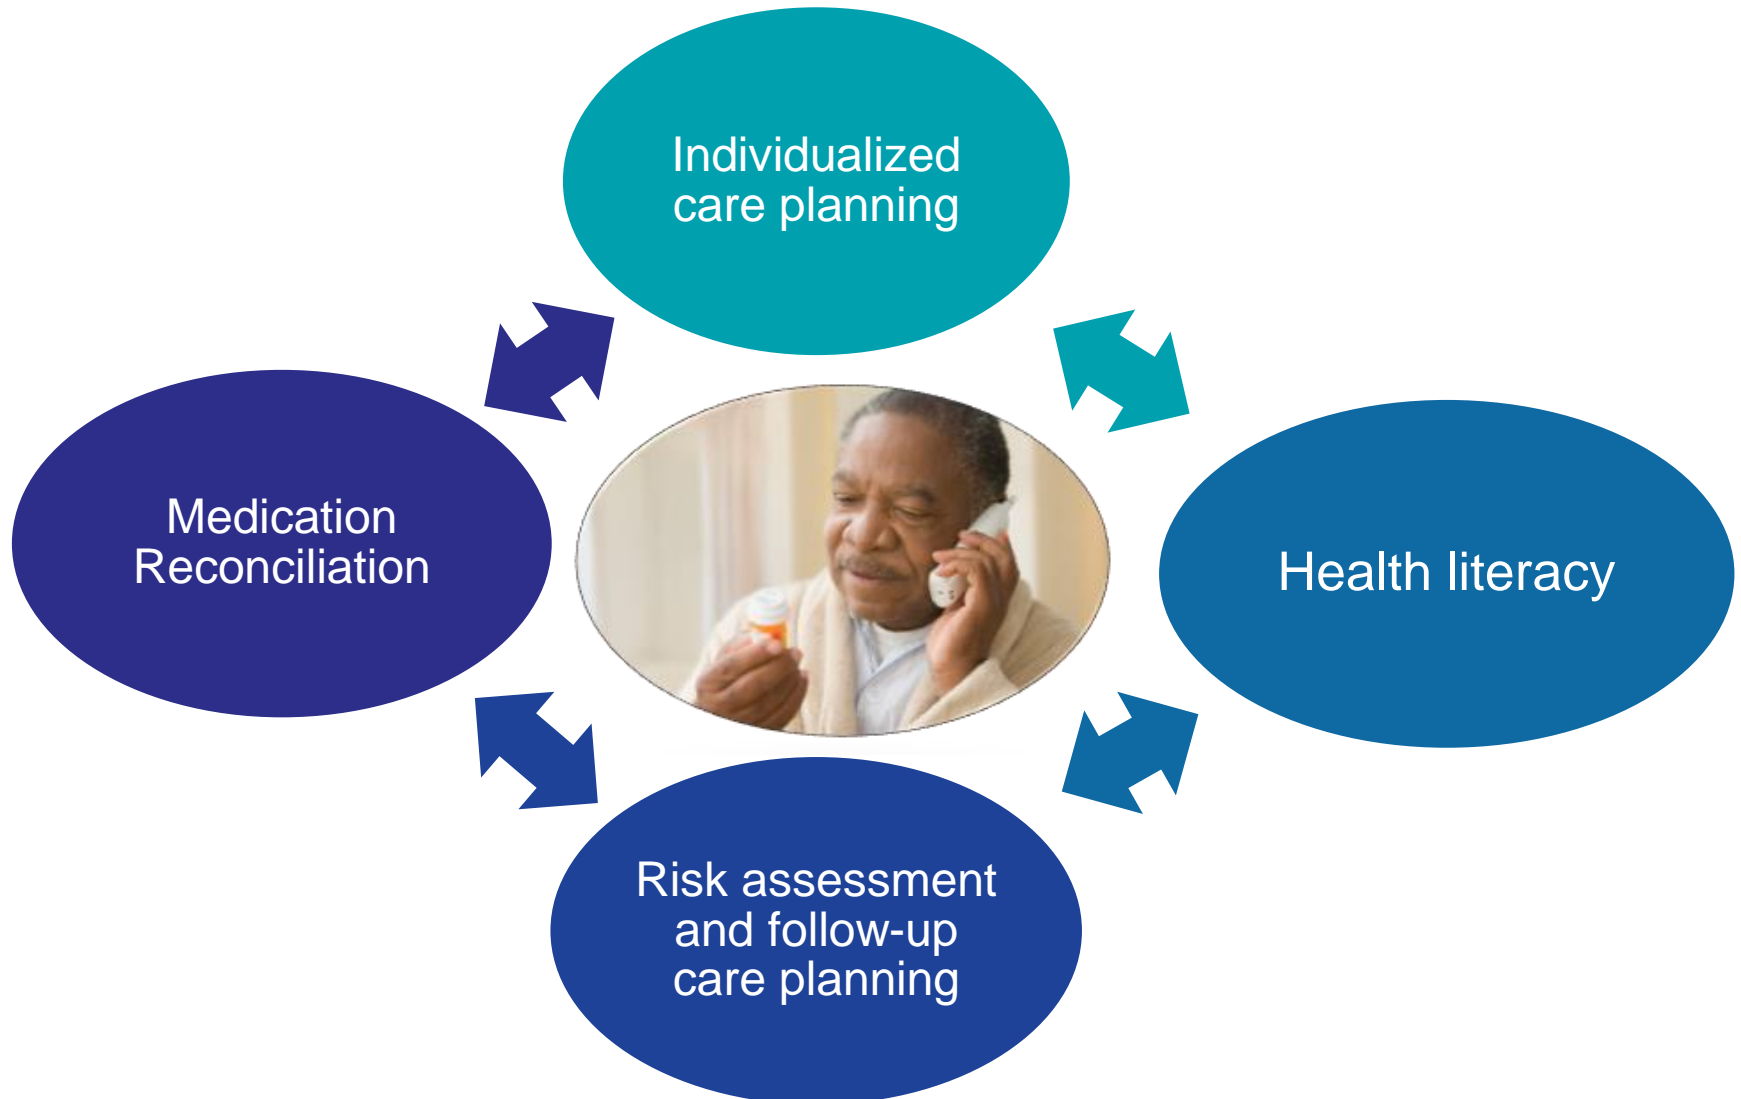 Individualized
care planning
Medication
Reconciliation
Health literacy
Risk assessment
and follow-up
care planning